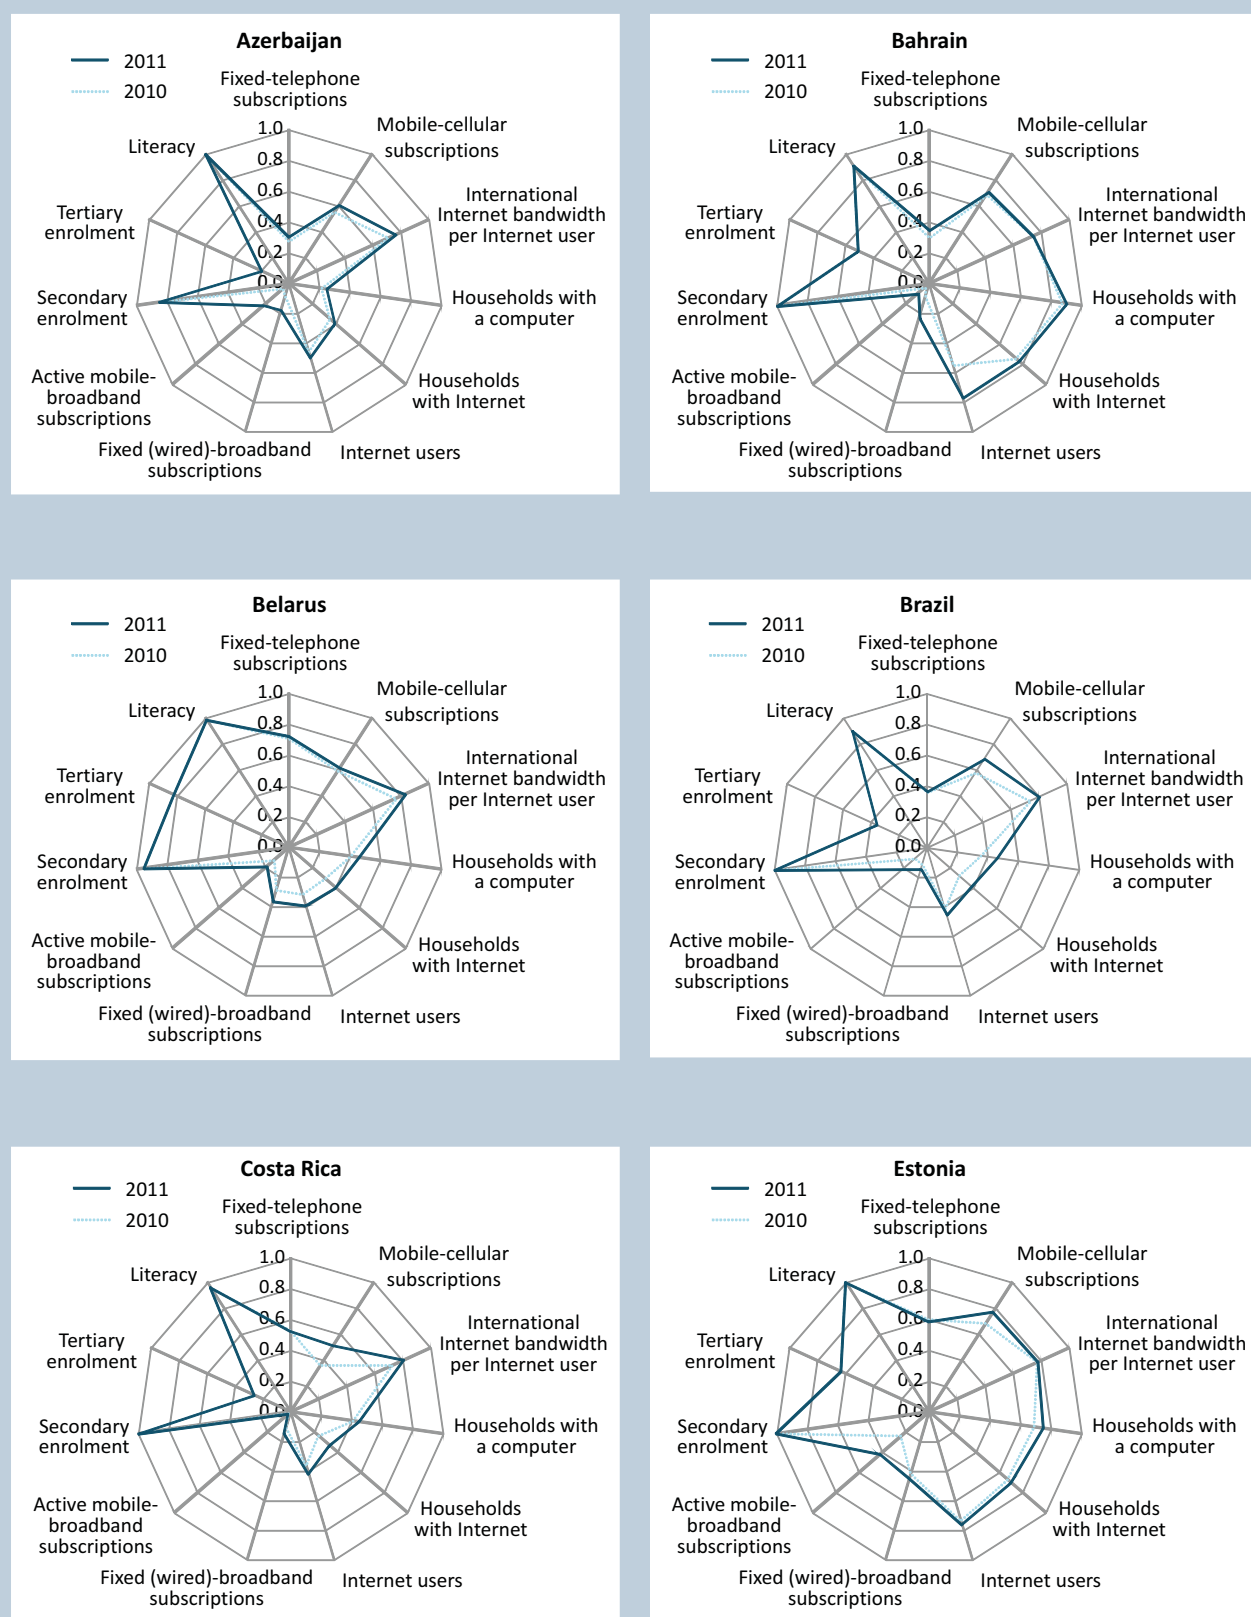 Azerbaijan
2011
2010
Fixed-telephone
subscriptions
Mobile-cellular
subscriptions
International
Internet bandwidth
per Internet user
Households with
a computer
Households
with Internet
Internet users
Fixed (wired)-broadband
subscriptions
Active mobile-
broadband
subscriptions
Secondary
enrolment
Tertiary
enrolment
Literacy
1.0
0.8
0.6
0.4
0.2
0.0
Bahrain
2011
2010
Fixed-telephone
subscriptions
Mobile-cellular
subscriptions
International
Internet bandwidth
per Internet user
Households with
a computer
Households
with Internet
Internet users
Fixed (wired)-broadband
subscriptions
Active mobile-
broadband
subscriptions
Secondary
enrolment
Tertiary
enrolment
Literacy
1.0
0.8
0.6
0.4
0.2
0.0
Belarus
2011
2010
Fixed-telephone
subscriptions
Mobile-cellular
subscriptions
International
Internet bandwidth
per Internet user
Households with
a computer
Households
with Internet
Internet users
Fixed (wired)-broadband
subscriptions
Active mobile-
broadband
subscriptions
Secondary
enrolment
Tertiary
enrolment
Literacy
1.0
0.8
0.6
0.4
0.2
0.0
Brazil
2011
2010
Fixed-telephone
subscriptions
Mobile-cellular
subscriptions
International
Internet bandwidth
per Internet user
Households with
a computer
Households
with Internet
Internet users
Fixed (wired)-broadband
subscriptions
Active mobile-
broadband
subscriptions
Secondary
enrolment
Tertiary
enrolment
Literacy
1.0
0.8
0.6
0.4
0.2
0.0
Costa Rica
2011
2010
Fixed-telephone
subscriptions
Mobile-cellular
subscriptions
International
Internet bandwidth
per Internet user
Households with
a computer
Households
with Internet
Internet users
Fixed (wired)-broadband
subscriptions
Active mobile-
broadband
subscriptions
Secondary
enrolment
Tertiary
enrolment
Literacy
1.0
0.8
0.6
0.4
0.2
0.0
Estonia
2011
2010
Fixed-telephone
subscriptions
Mobile-cellular
subscriptions
International
Internet bandwidth
per Internet user
Households with
a computer
Households
with Internet
Internet users
Fixed (wired)-broadband
subscriptions
Active mobile-
broadband
subscriptions
Secondary
enrolment
Tertiary
enrolment
Literacy
1.0
0.8
0.6
0.4
0.2
0.0